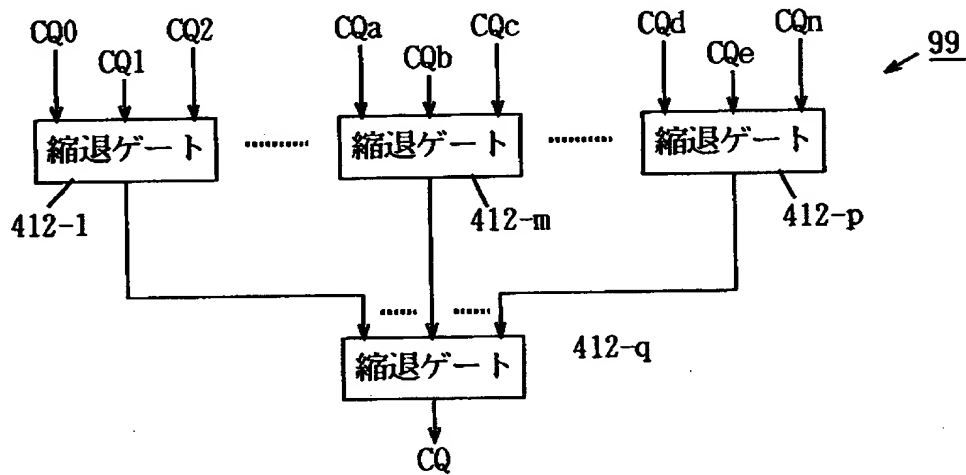 CQ0 CQ1 CQ2 CQa CQb CQc CQd CQe CQn 99
縮退ゲート ........ 縮退ゲート ........ 縮退ゲート
412-1 412-m 412-p
..... .....
縮退ゲート 412-q
CQ